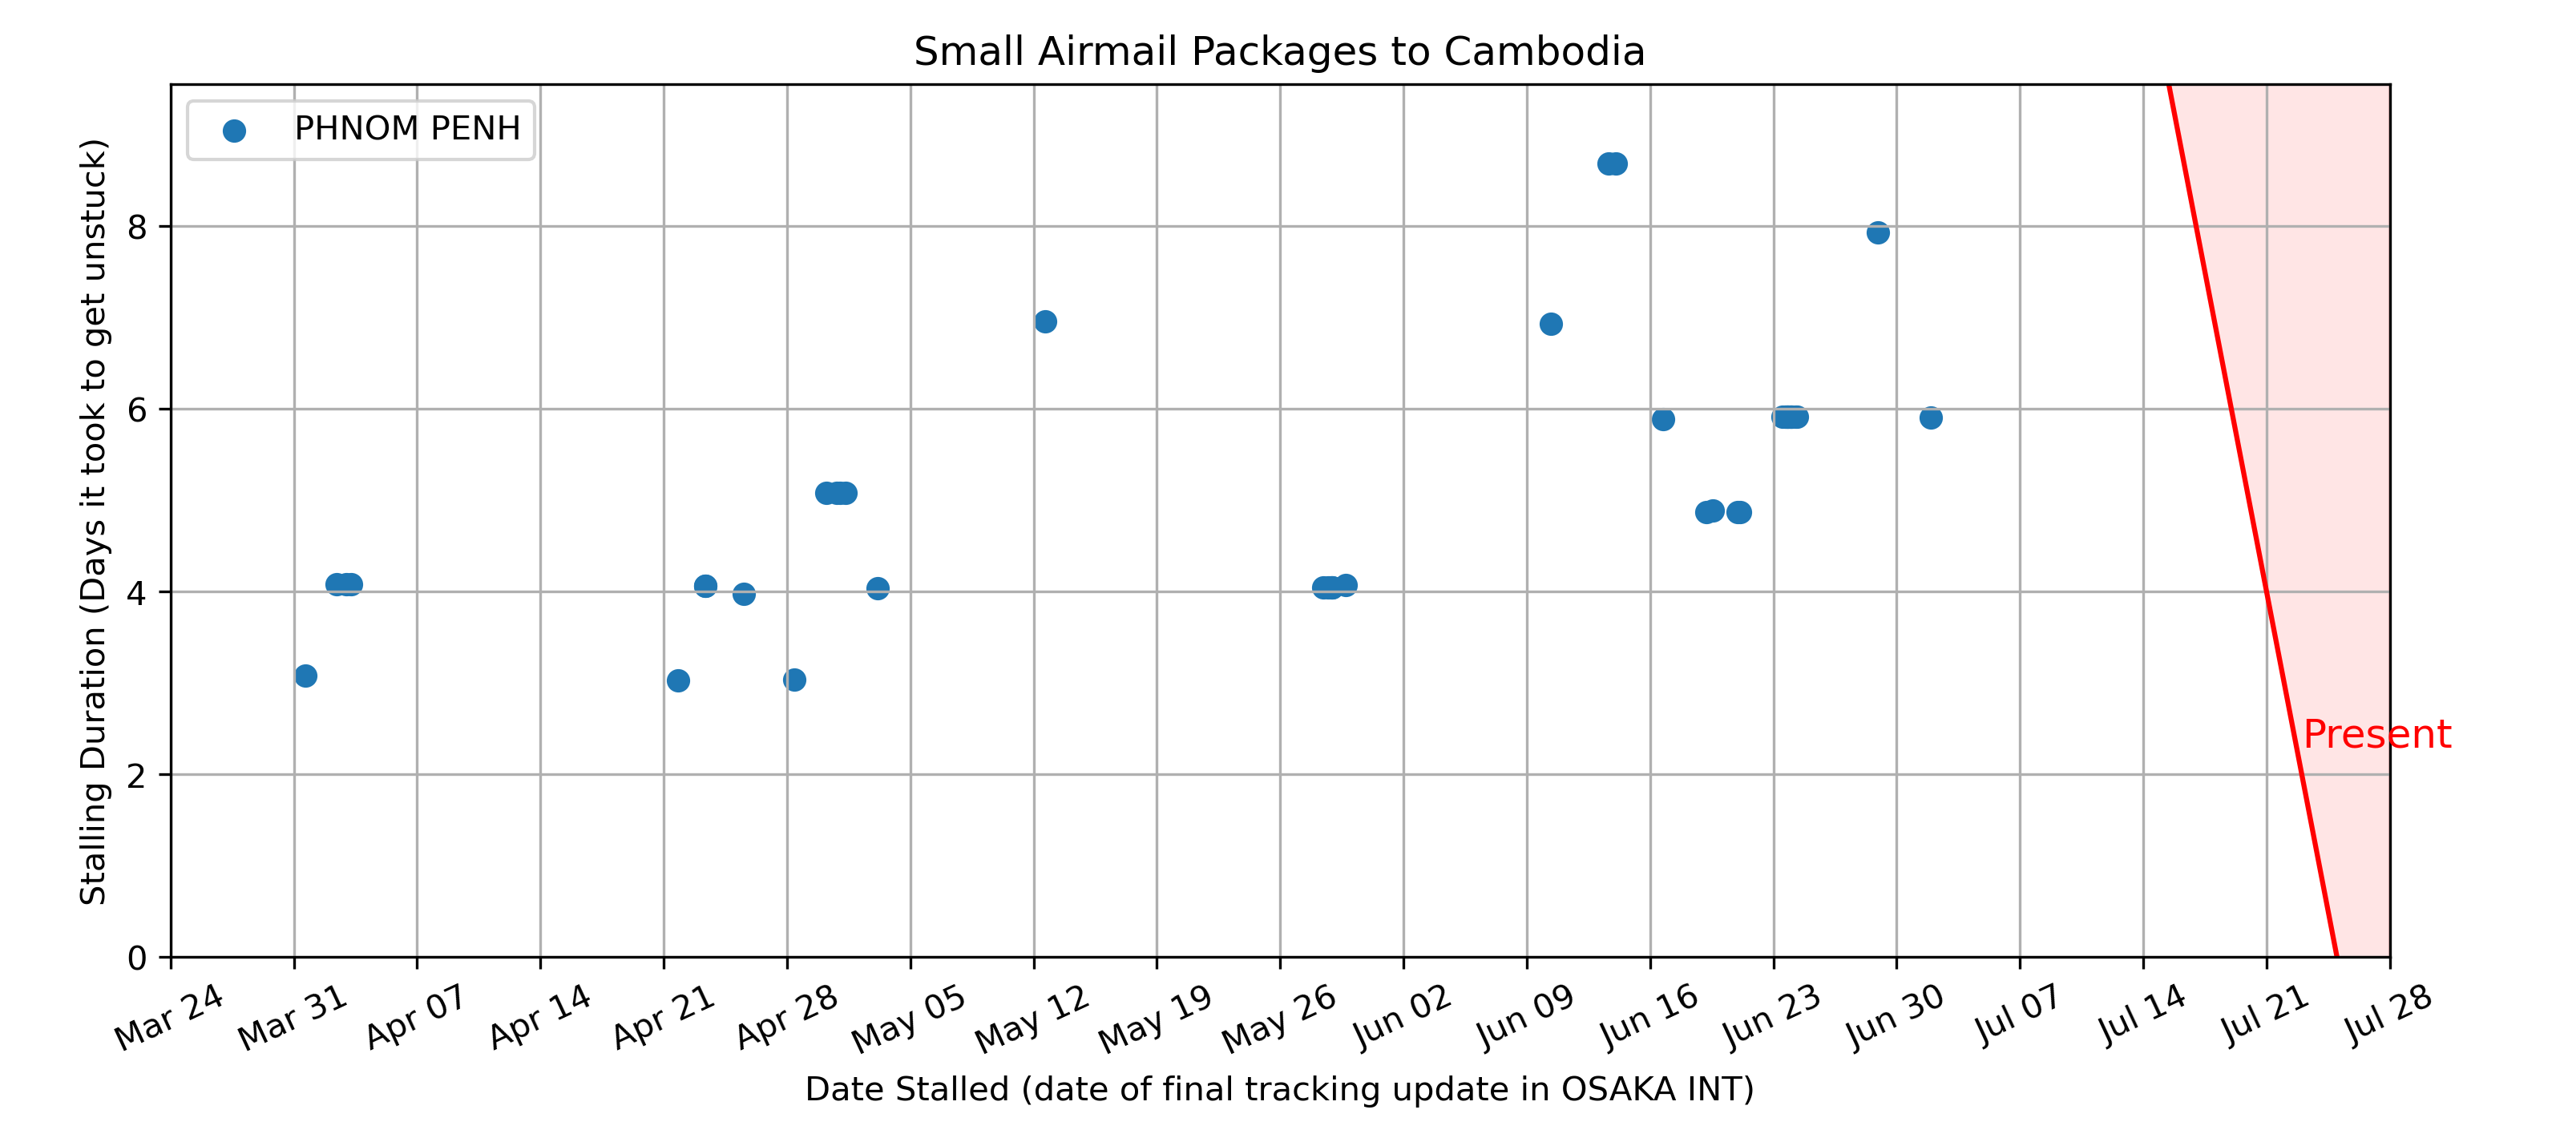 Small Airmail Packages to Cambodia
PHNOM PENH
Stalling Duration (Days it took to get unstuck)
8
6
4
2
0
Present
Mar 24 Mar 31 Apr 07 Apr 14 Apr 21 Apr 28 May 05 May 12 May 19 May 26 Jun 02 Jun 09 Jun 16 Jun 23 Jun 30 Jul 07 Jul 14 Jul 21 Jul 28
Date Stalled (date of final tracking update in OSAKA INT)